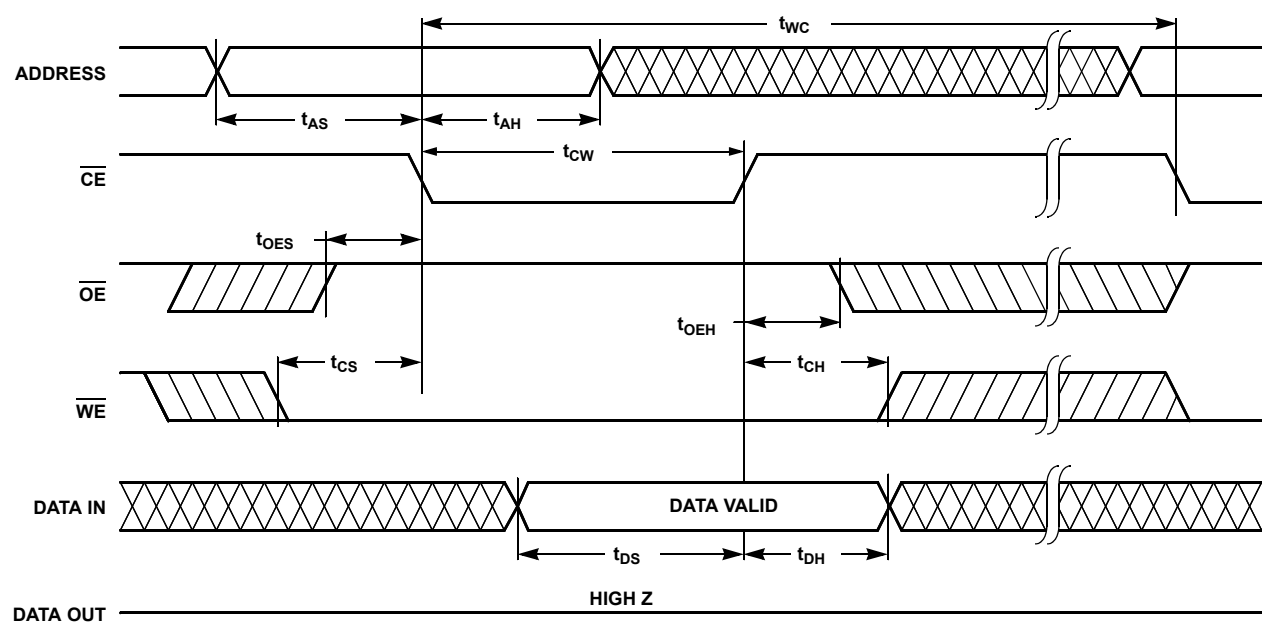 tWC
ADDRESS
tAS
tAH
tCW
CE
tOES
OE
tOEH
tCS
tCH
WE
DATA IN
DATA VALID
tDS
tDH
HIGH Z
DATA OUT